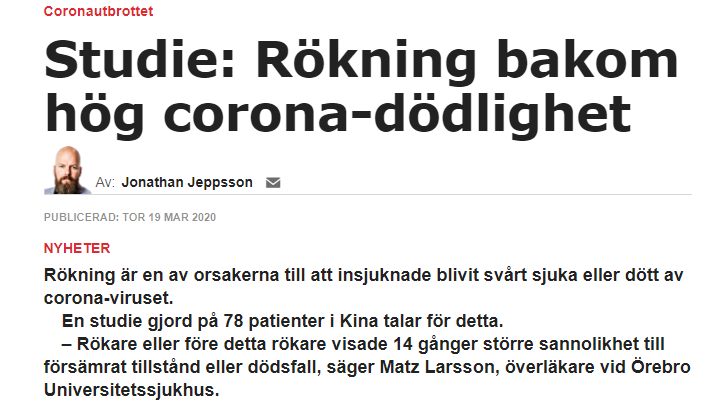 Coronautbrottet
Studie: Rökning bakom
hög corona-dödlighet
Av: Jonathan Jeppsson
PUBLICERAD: TOR 19 MAR 2020
NYHETER
Rökning är en av orsakerna till att insjuknade blivit svårt sjuka eller dött av
corona-viruset.
En studie gjord på 78 patienter i Kina talar för detta.
– Rökare eller före detta rökare visade 14 gånger större sannolikhet till
försämrat tillstånd eller dödsfall, säger Matz Larsson, överläkare vid Örebro
Universitetssjukhus.